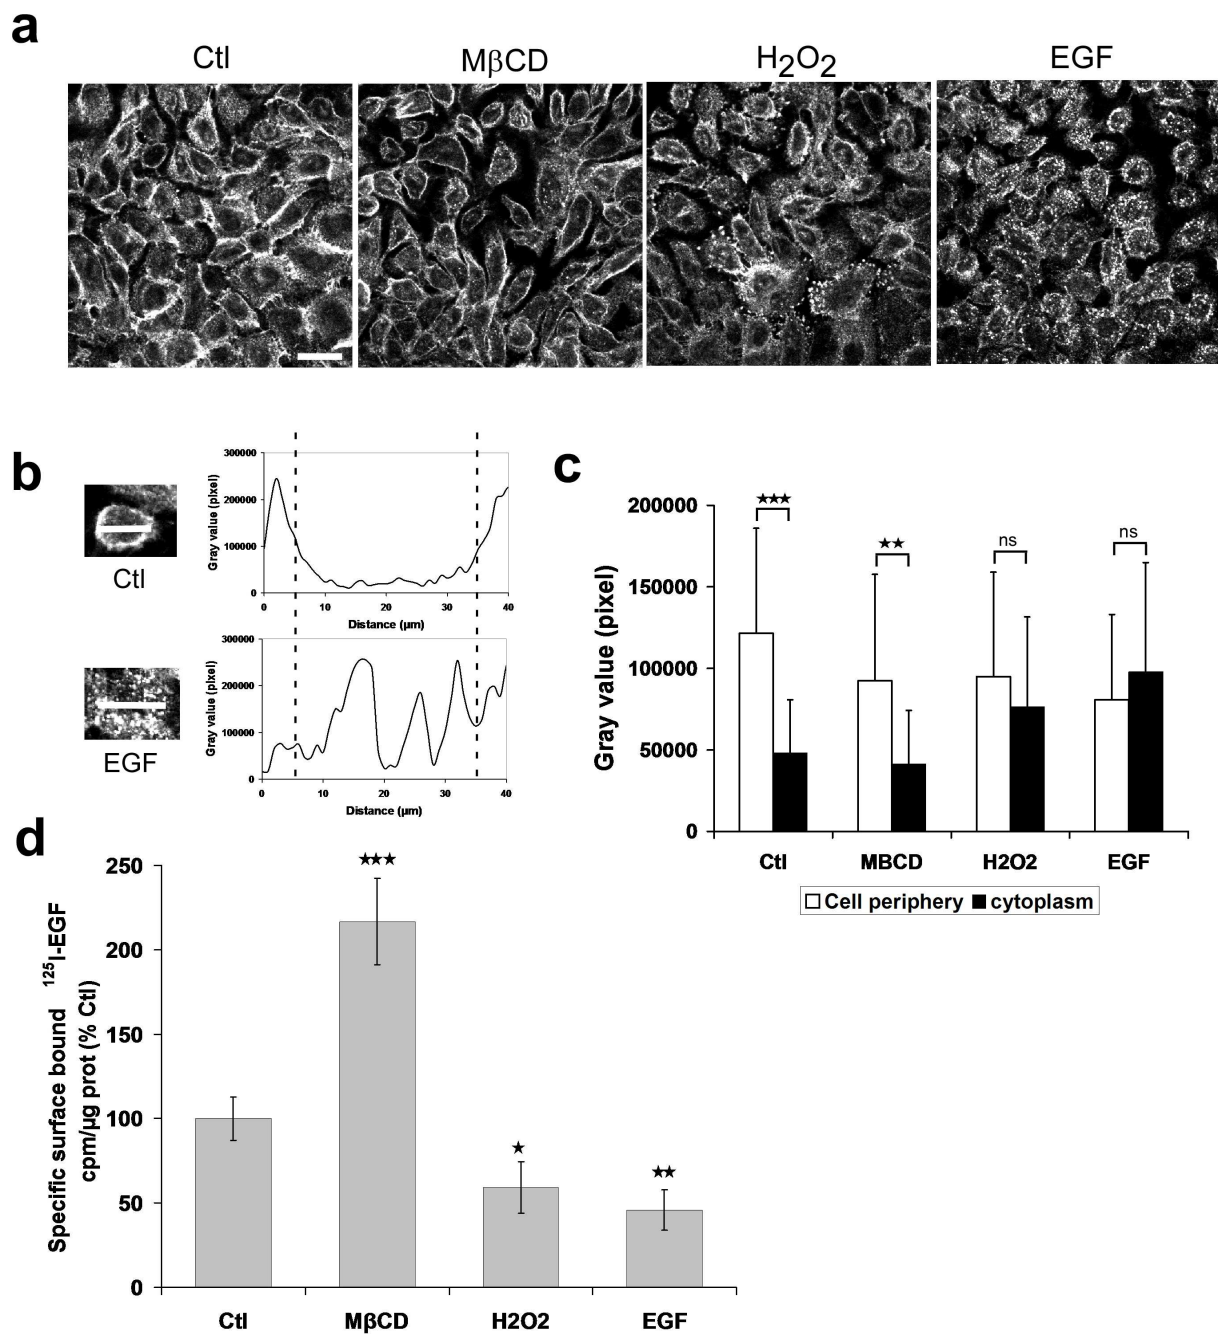 a
Ctl
MβCD
H2O2
EGF
b
300000
200000
100000
0
0
10
20
30
40
Gray value (pixel)
Distance (µm)
Ctl
300000
200000
100000
0
0
10
20
30
40
Gray value (pixel)
Distance (µm)
EGF
c
200000
150000
100000
50000
0
Gray value (pixel)
★★★
★★
ns
ns
Ctl
MBCD
H2O2
EGF
Cell periphery
cytoplasm
d
250
200
150
100
50
0
Specific surface bound 125I-EGF
cpm/µg prot (% Ctl)
★★★
★
★★
Ctl
MβCD
H2O2
EGF